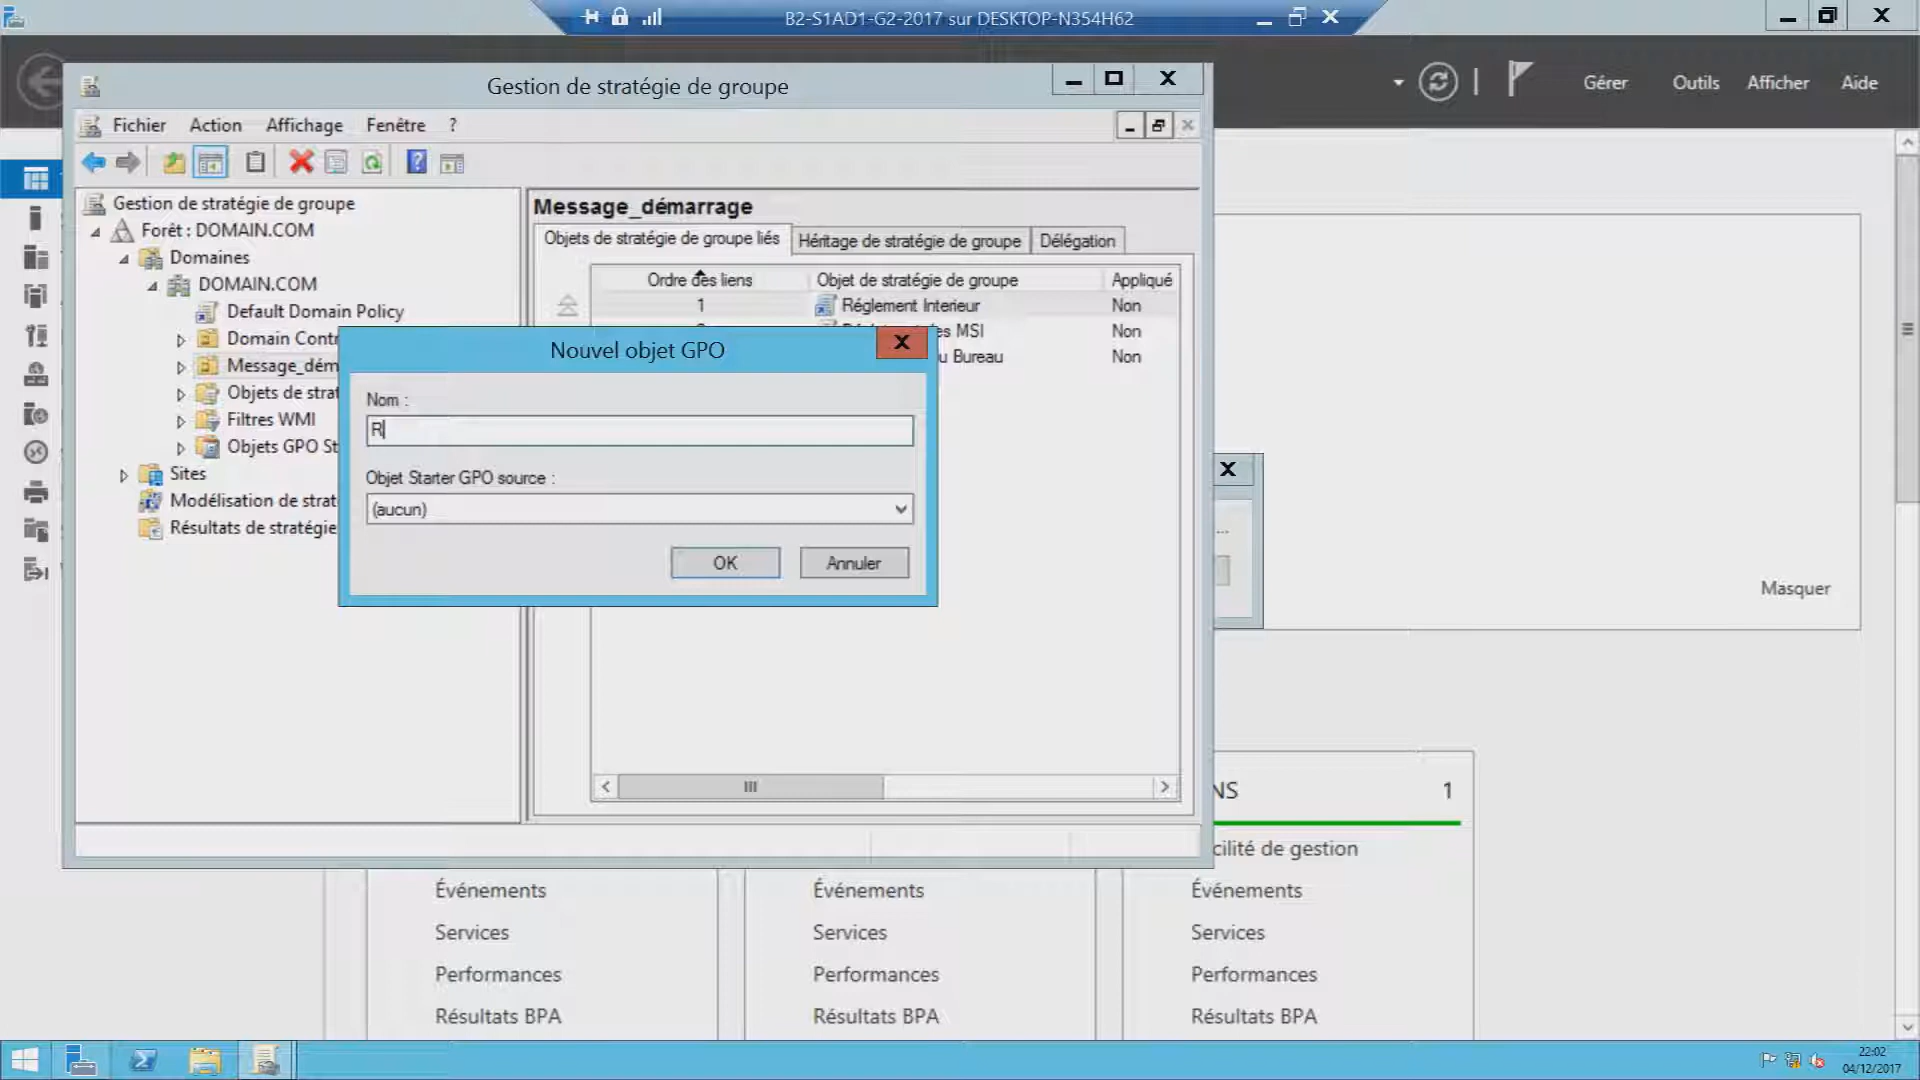 B2-S1AD1-G2-2017 sur DESKTOP-N354H62
Gérer Outils Afficher Aide
Gestion de stratégie de groupe
Fichier Action Affichage Fenêtre ?
Gestion de stratégie de groupe
Forêt : DOMAIN.COM
Domaines
DOMAIN.COM
Default Domain Policy
Domain Contr
Message_dém
Objets de strat
Filtres WMI
Objets GPO St
Sites
Modélisation de strat
Résultats de stratégie
Message_démarrage
Objets de stratégie de groupe liés Héritage de stratégie de groupe Délégation
Ordre des liens Objet de stratégie de groupe Appliqué
1 Réglement Interieur Non
es MSI Non
u Bureau Non
Nouvel objet GPO
Nom :
R
Objet Starter GPO source :
(aucun)
OK Annuler
...
Masquer
NS 1
cilité de gestion
Événements Événements Événements
Services Services Services
Performances Performances Performances
Résultats BPA Résultats BPA Résultats BPA
22:02
04/12/2017